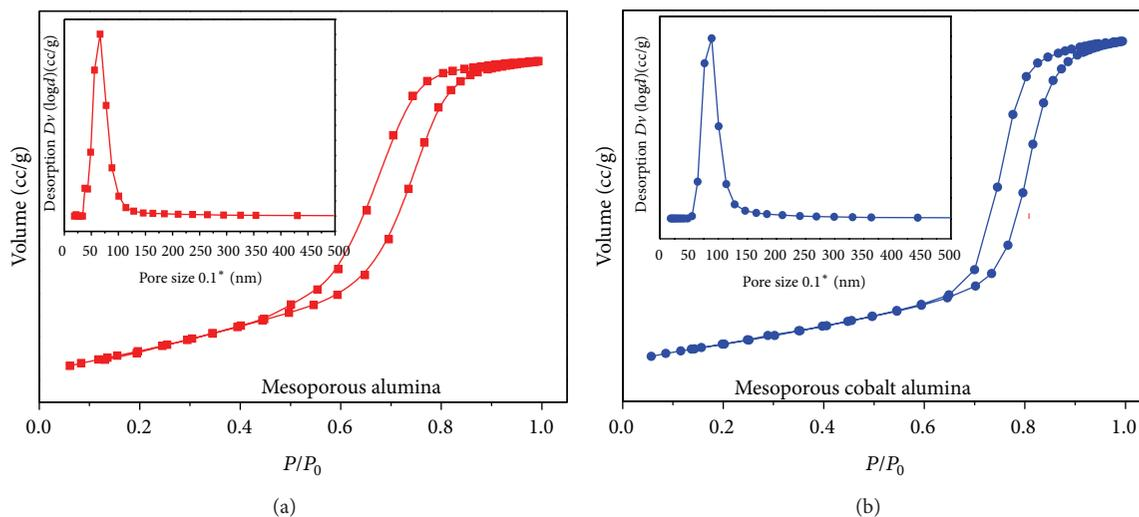 Volume (cc/g)
Desorption Dv (logd)(cc/g)
0 50 100 150 200 250 300 350 400 450 500
Pore size 0.1* (nm)
Mesoporous alumina
0.0 0.2 0.4 0.6 0.8 1.0
P/P0
(a)
Volume (cc/g)
Desorption Dv (logd)(cc/g)
0 50 100 150 200 250 300 350 400 450 500
Pore size 0.1* (nm)
Mesoporous cobalt alumina
0.0 0.2 0.4 0.6 0.8 1.0
P/P0
(b)